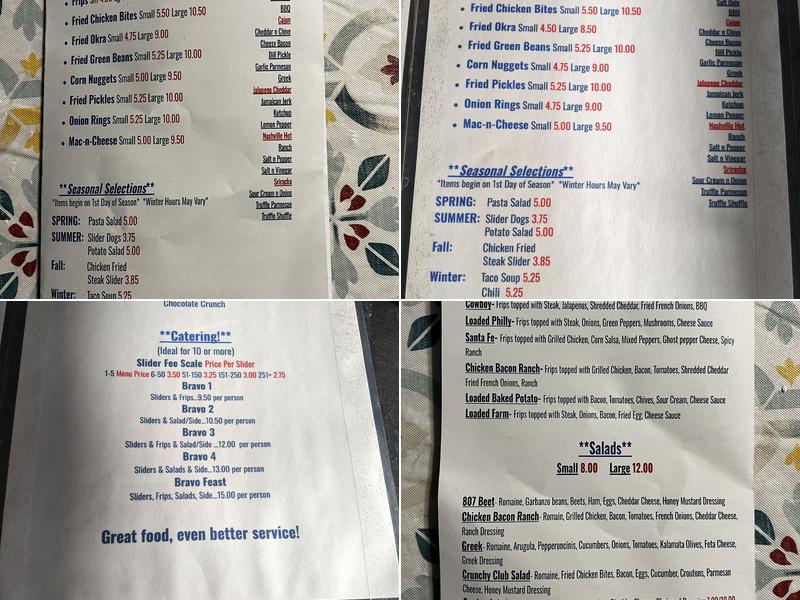 Frips Small
Fried Chicken Bites Small 5.50 Large 10.50
Fried Okra Small 4.75 Large 9.00
Fried Green Beans Small 5.25 Large 10.00
Corn Nuggets Small 5.00 Large 9.50
Fried Pickles Small 5.25 Large 10.00
Onion Rings Small 5.25 Large 10.00
Mac-n-Cheese Small 5.00 Large 9.50
BBQ
Cajun
Cheddar n Chive
Cheesy Bacon
Dill Pickle
Garlic Parmesan
Greek
Jalapeno Cheddar
Jamaican Jerk
Ketchup
Lemon Pepper
Nashville Hot
Ranch
Salt n Pepper
Salt n Vinegar
Sriracha
Sour Cream n Onion
Truffle Parmesan
Truffle Shuffle
**Seasonal Selections**
*Items begin on 1st Day of Season* *Winter Hours May Vary*
SPRING: Pasta Salad 5.00
SUMMER: Slider Dogs 3.75
Potato Salad 5.00
Fall: Chicken Fried
Steak Slider 3.85
Winter: Taco Soup 5.25
Fried Chicken Bites Small 5.50 Large 10.50
Fried Okra Small 4.50 Large 8.50
Fried Green Beans Small 5.25 Large 10.00
Corn Nuggets Small 4.75 Large 9.00
Fried Pickles Small 5.25 Large 10.00
Onion Rings Small 4.75 Large 9.00
Mac-n-Cheese Small 5.00 Large 9.50
Salt Only
BBQ
Cajun
Cheddar n Chive
Cheesy Bacon
Dill Pickle
Garlic Parmesan
Greek
Jalapeno Cheddar
Jamaican Jerk
Ketchup
Lemon Pepper
Nashville Hot
Ranch
Salt n Pepper
Salt n Vinegar
Sriracha
Sour Cream n Onion
Truffle Parmesan
Truffle Shuffle
**Seasonal Selections**
*Items begin on 1st Day of Season* *Winter Hours May Vary*
SPRING: Pasta Salad 5.00
SUMMER: Slider Dogs 3.75
Potato Salad 5.00
Fall: Chicken Fried
Steak Slider 3.85
Winter: Taco Soup 5.25
Chili 5.25
Chocolate Crunch
**Catering!**
(Ideal for 10 or more)
Slider Fee Scale Price Per Slider
1-5 Menu Price 6-50 3.50 51-150 3.25 151-250 3.00 251+ 2.75
Bravo 1
Sliders & Frips...9.50 per person
Bravo 2
Sliders & Salad/Side...10.50 per person
Bravo 3
Sliders & Frips & Salad/Side ...12.00 per person
Bravo 4
Sliders & Salads & Side...13.00 per person
Bravo Feast
Sliders, Frips, Salads, Side...15.00 per person
Great food, even better service!
Cowboy- Frips topped with Steak, Jalapenos, Shredded Cheddar, Fried French Onions, BBQ
Loaded Philly- Frips topped with Steak, Onions, Green Peppers, Mushrooms, Cheese Sauce
Santa Fe- Frips topped with Grilled Chicken, Corn Salsa, Mixed Peppers, Ghost pepper Cheese, Spicy
Ranch
Chicken Bacon Ranch- Frips topped with Grilled Chicken, Bacon, Tomatoes, Shredded Cheddar
Fried French Onions, Ranch
Loaded Baked Potato- Frips topped with Bacon, Tomatoes, Chives, Sour Cream, Cheese Sauce
Loaded Farm- Frips topped with Steak, Onions, Bacon, Fried Egg, Cheese Sauce
**Salads**
Small 8.00 Large 12.00
807 Beet- Romaine, Garbanzo beans, Beets, Ham, Eggs, Cheddar Cheese, Honey Mustard Dressing
Chicken Bacon Ranch- Romain, Grilled Chicken, Bacon, Tomatoes, French Onions, Cheddar Cheese,
Ranch Dressing
Greek- Romaine, Arugula, Pepperoncinis, Cucumbers, Onions, Tomatoes, Kalamata Olives, Feta Cheese,
Greek Dressing
Crunchy Club Salad- Romaine, Fried Chicken Bites, Bacon, Eggs, Cucumber, Croutons, Parmesan
Cheese, Honey Mustard Dressing